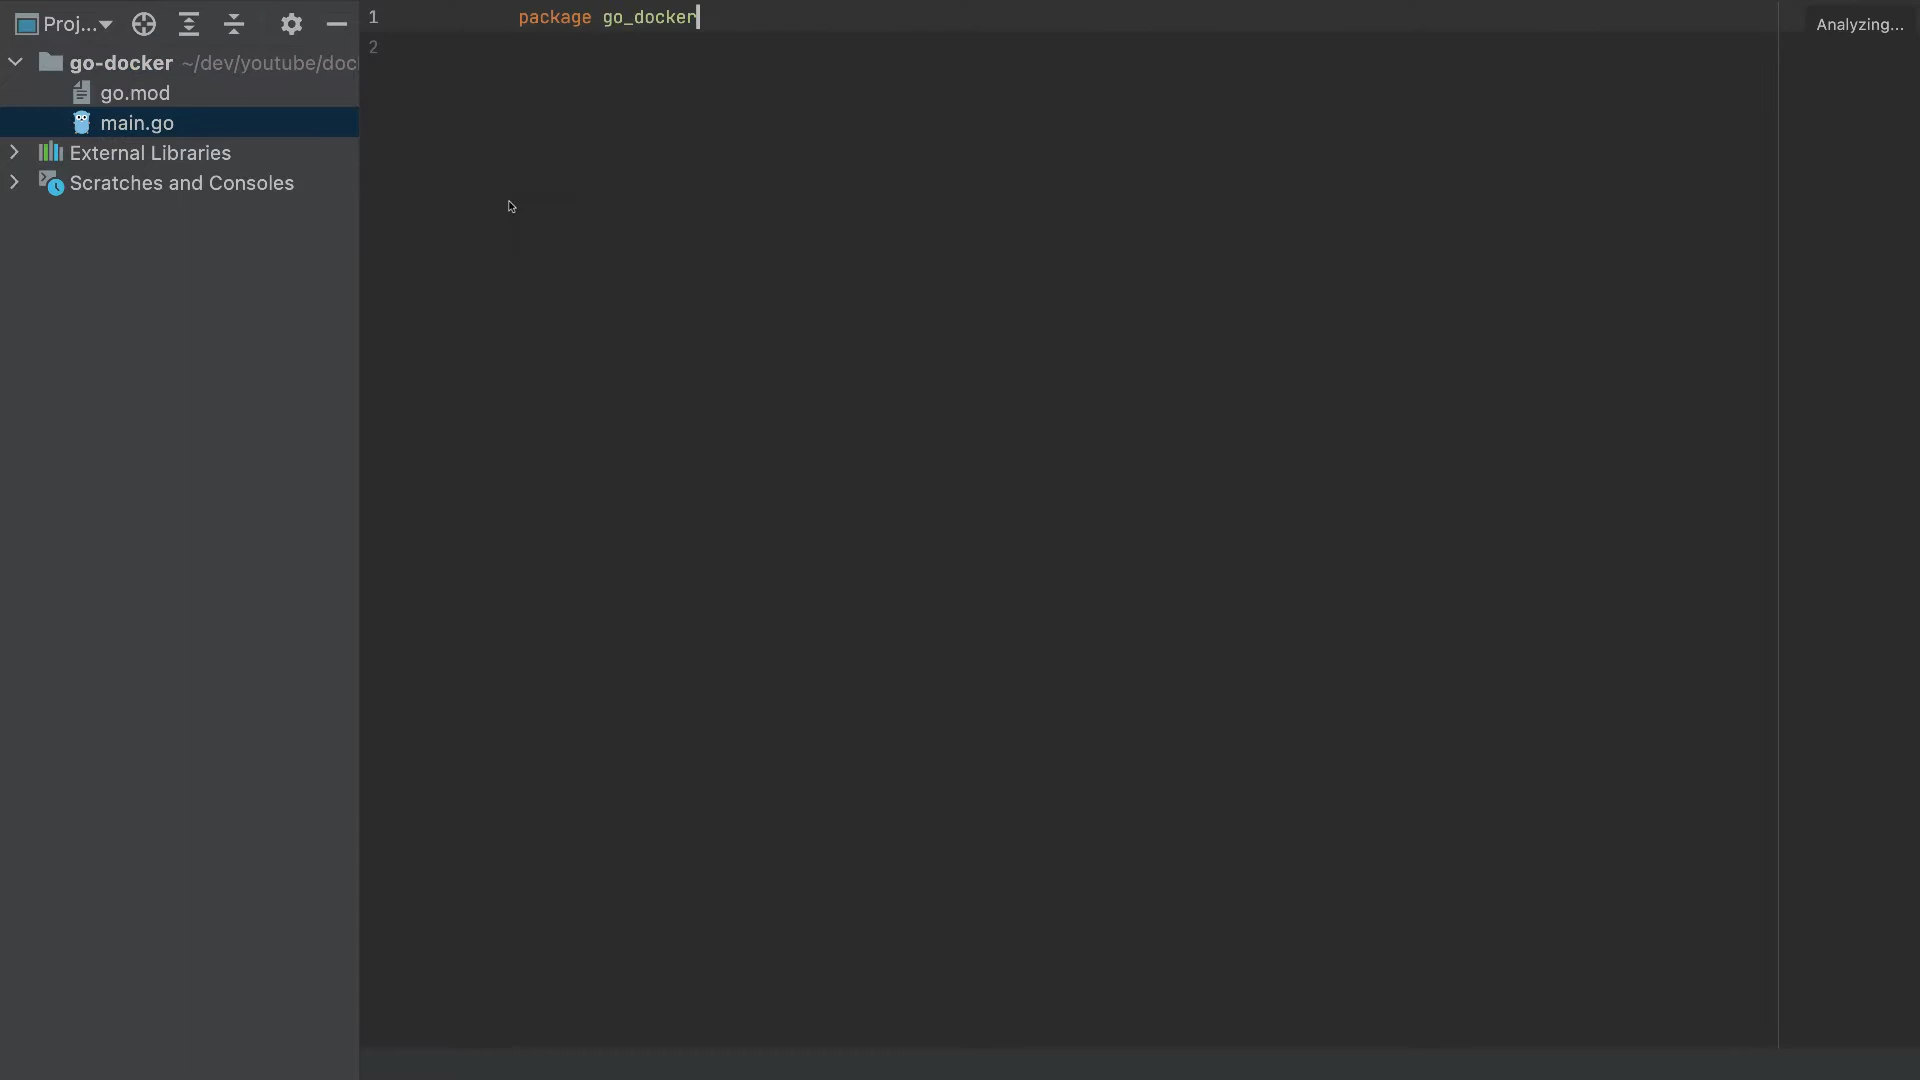 Proj...
go-docker ~/dev/youtube/doc
go.mod
main.go
External Libraries
Scratches and Consoles
1 package go_docker
2
Analyzing...